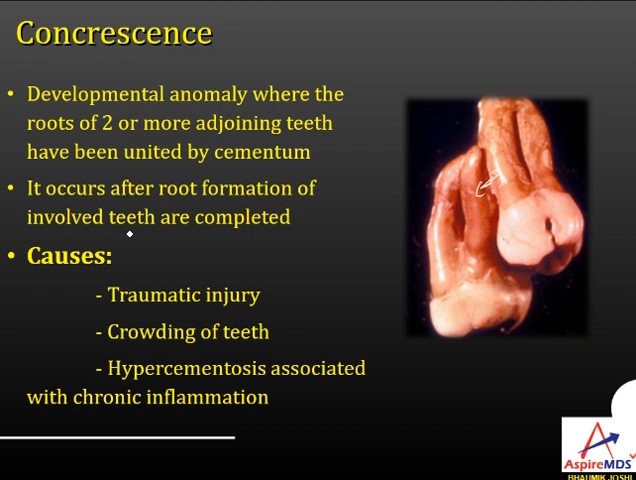 Concrescence
• Developmental anomaly where the
roots of 2 or more adjoining teeth
have been united by cementum
• It occurs after root formation of
involved teeth are completed
• Causes:
- Traumatic injury
- Crowding of teeth
- Hypercementosis associated
with chronic inflammation
AspireMDS
BHAUMIK JOSHI